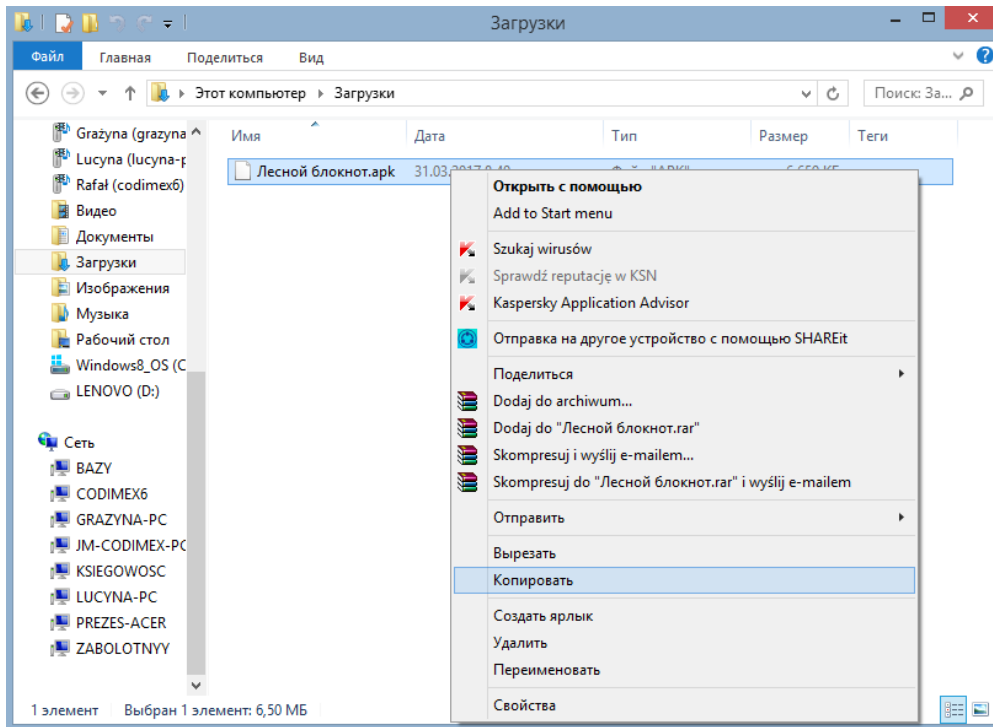 Загрузки
Файл Главная Поделиться Вид
Этот компьютер Загрузки Поиск: За...
Имя Дата Тип Размер Теги
Лесной блокнот.apk 31.03.2017
Grażyna (grazyna
Lucyna (lucyna-p
Rafał (codimex6)
Видео
Документы
Загрузки
Изображения
Музыка
Рабочий стол
Windows8_OS (C
LENOVO (D:)
Сеть
BAZY
CODIMEX6
GRAZYNA-PC
JM-CODIMEX-PC
KSIEGOWOSC
LUCYNA-PC
PREZES-ACER
ZABOLOTNYY
Открыть с помощью
Add to Start menu
Szukaj wirusów
Sprawdź reputację w KSN
Kaspersky Application Advisor
Отправка на другое устройство с помощью SHAREit
Поделиться
Dodaj do archiwum...
Dodaj do "Лесной блокнот.rar"
Skompresuj i wyślij e-mailem...
Skompresuj do "Лесной блокнот.rar" i wyślij e-mailem
Отправить
Вырезать
Копировать
Создать ярлык
Удалить
Переименовать
Свойства
1 элемент Выбран 1 элемент: 6,50 МБ